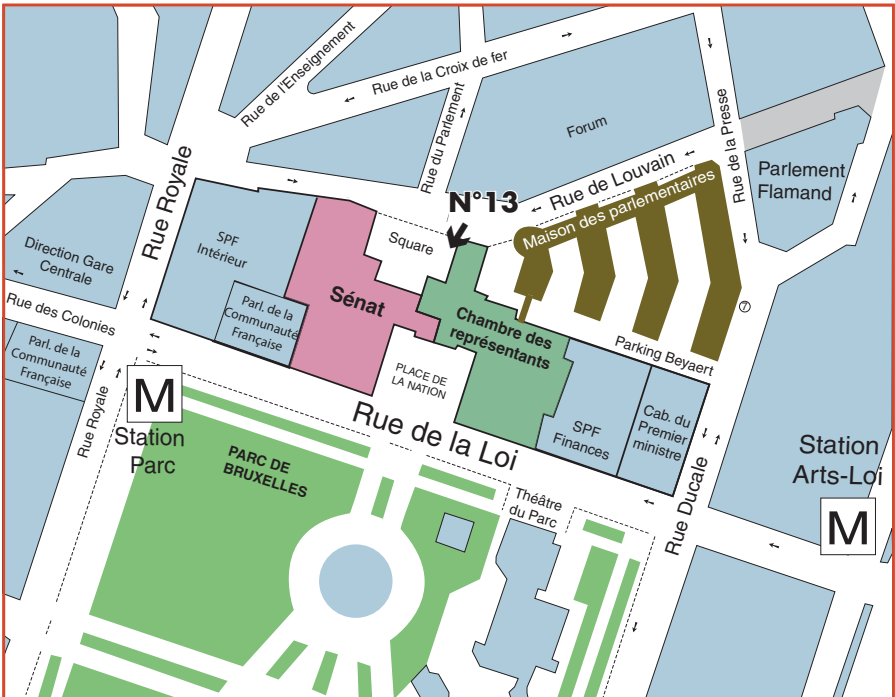 Rue de l'Enseignement
Rue de la Croix de fer
Rue du Parlement
Forum
Rue de la Presse
Rue de Louvain
Parlement
Flamand
Maison des parlementaires
N°13
Rue Royale
Direction Gare
Centrale
SPF
Intérieur
Square
Sénat
Parl. de la
Communauté
Française
Chambre des
représentants
Rue des Colonies
Parl. de la
Communauté
Française
PLACE DE
LA NATION
Parking Beyaert
Rue Royale
M
Station
Parc
Rue de la Loi
SPF
Finances
Cab. du
Premier
ministre
Station
Arts-Loi
M
PARC DE
BRUXELLES
Théâtre
du Parc
Rue Ducale